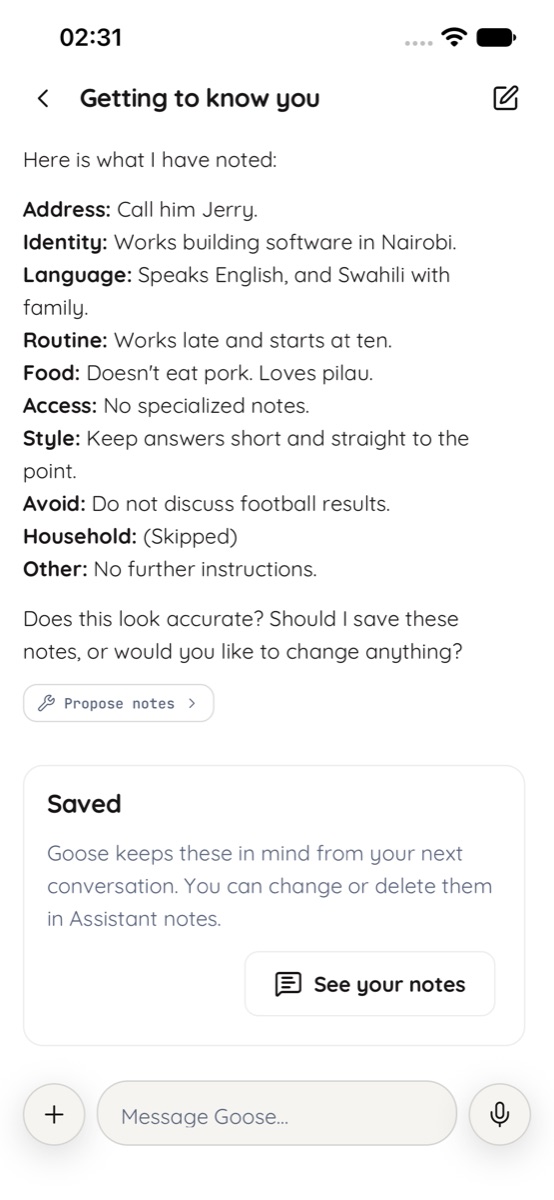 02:31
Getting to know you
Here is what I have noted:
Address: Call him Jerry.
Identity: Works building software in Nairobi.
Language: Speaks English, and Swahili with
family.
Routine: Works late and starts at ten.
Food: Doesn't eat pork. Loves pilau.
Access: No specialized notes.
Style: Keep answers short and straight to the
point.
Avoid: Do not discuss football results.
Household: (Skipped)
Other: No further instructions.
Does this look accurate? Should I save these
notes, or would you like to change anything?
Propose notes
Saved
Goose keeps these in mind from your next
conversation. You can change or delete them
in Assistant notes.
See your notes
Message Goose...